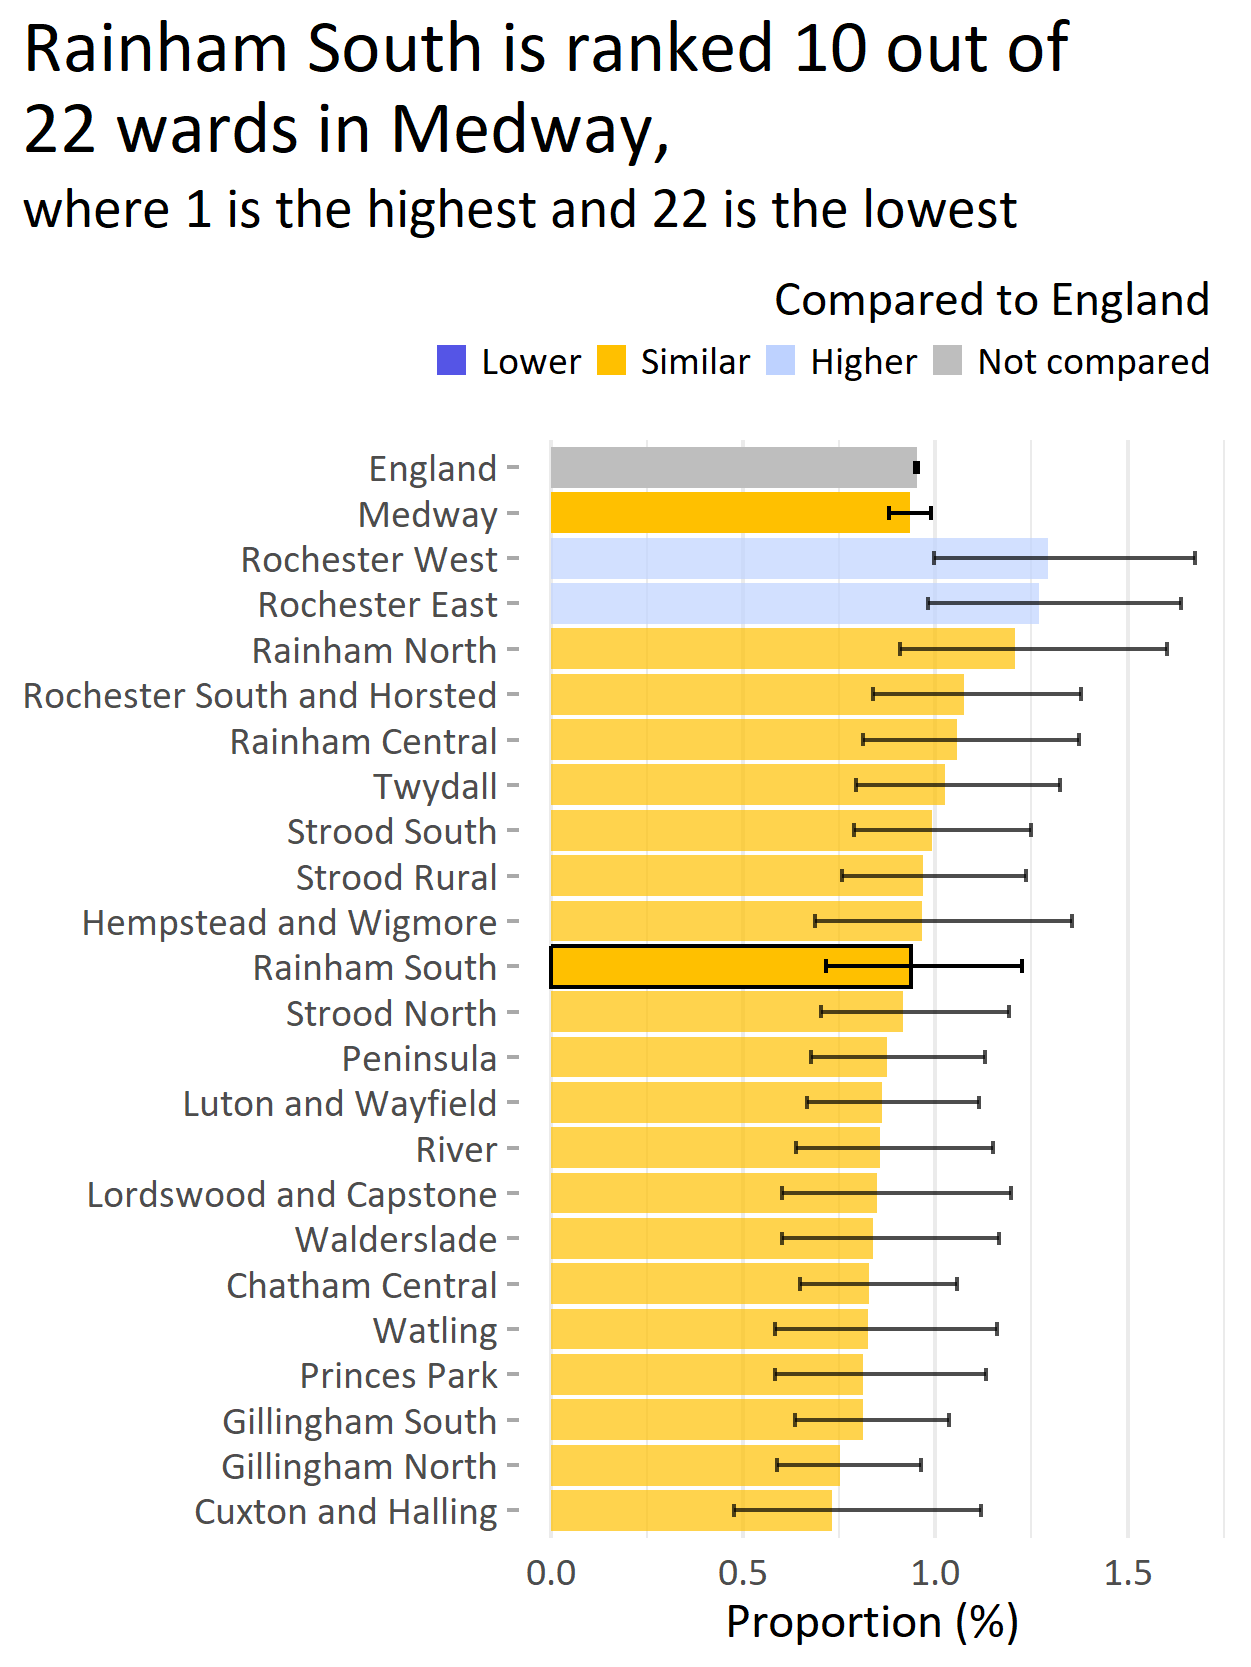 Rainham South is ranked 10 out of
22 wards in Medway,
where 1 is the highest and 22 is the lowest
Compared to England
Lower Similar Higher Not compared
England
Medway
Rochester West
Rochester East
Rainham North
Rochester South and Horsted
Rainham Central
Twydall
Strood South
Strood Rural
Hempstead and Wigmore
Rainham South
Strood North
Peninsula
Luton and Wayfield
River
Lordswood and Capstone
Walderslade
Chatham Central
Watling
Princes Park
Gillingham South
Gillingham North
Cuxton and Halling
0.0 0.5 1.0 1.5
Proportion (%)